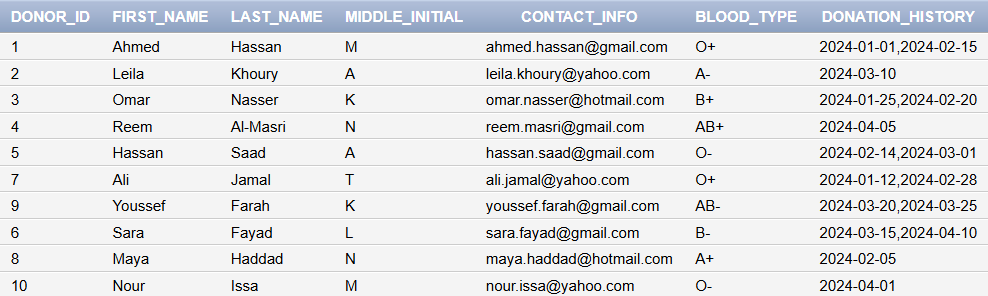 DONOR_ID FIRST_NAME LAST_NAME MIDDLE_INITIAL CONTACT_INFO BLOOD_TYPE DONATION_HISTORY
1 Ahmed Hassan M ahmed.hassan@gmail.com O+ 2024-01-01,2024-02-15
2 Leila Khoury A leila.khoury@yahoo.com A- 2024-03-10
3 Omar Nasser K omar.nasser@hotmail.com B+ 2024-01-25,2024-02-20
4 Reem Al-Masri N reem.masri@gmail.com AB+ 2024-04-05
5 Hassan Saad A hassan.saad@gmail.com O- 2024-02-14,2024-03-01
7 Ali Jamal T ali.jamal@yahoo.com O+ 2024-01-12,2024-02-28
9 Youssef Farah K youssef.farah@gmail.com AB- 2024-03-20,2024-03-25
6 Sara Fayad L sara.fayad@gmail.com B- 2024-03-15,2024-04-10
8 Maya Haddad N maya.haddad@hotmail.com A+ 2024-02-05
10 Nour Issa M nour.issa@yahoo.com O- 2024-04-01